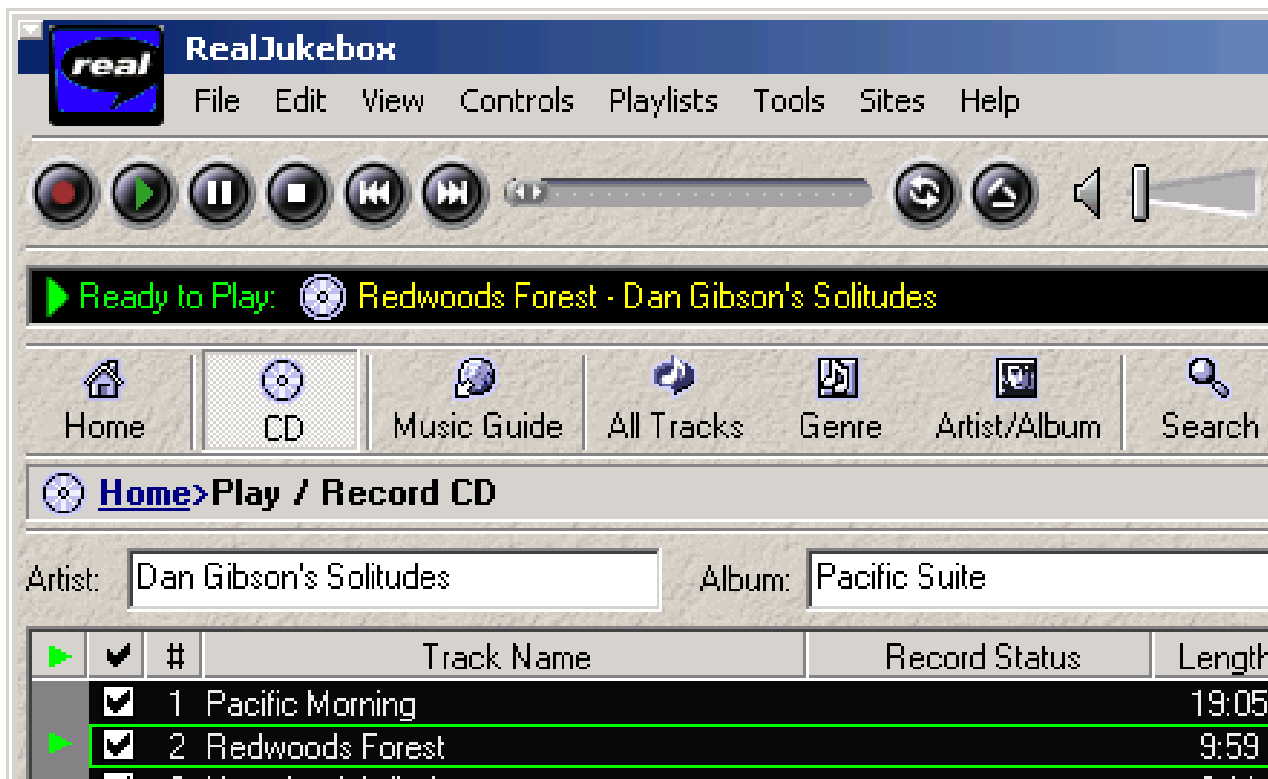 real
RealJukebox
File Edit View Controls Playlists Tools Sites Help
Ready to Play: Redwoods Forest - Dan Gibson's Solitudes
Home CD Music Guide All Tracks Genre Artist/Album Search
Home>Play / Record CD
Artist: Dan Gibson's Solitudes Album: Pacific Suite
# Track Name Record Status Length
1 Pacific Morning 19:05
2 Redwoods Forest 9:59